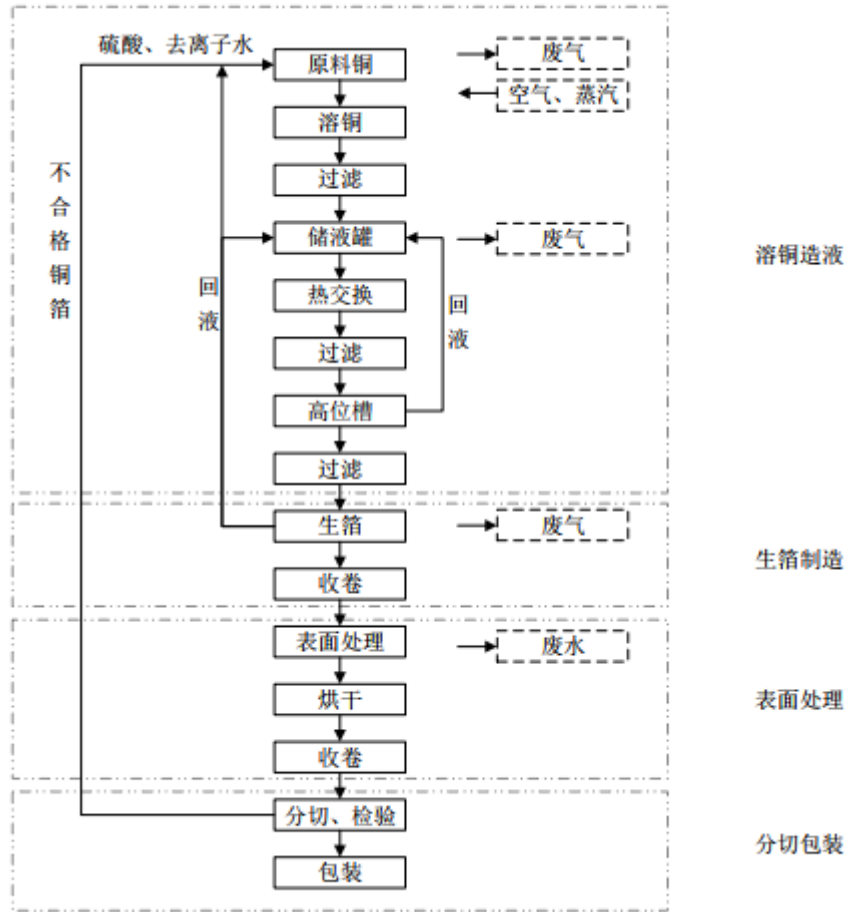 硫酸、去离子水
原料铜
废气
空气、蒸汽
溶铜
不合格铜箔
过滤
储液罐
废气
溶铜造液
回液
热交换
回液
过滤
高位槽
过滤
生箔
废气
生箔制造
收卷
表面处理
废水
烘干
表面处理
收卷
分切、检验
分切包装
包装